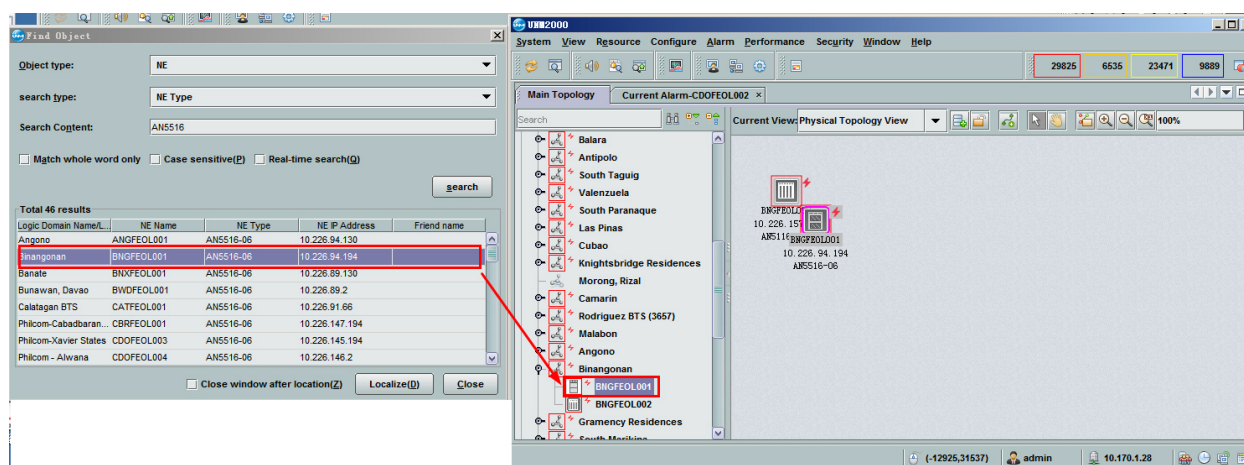 Find Object
Object type:
NE
search type:
NE Type
Search Content:
AN5516
Match whole word only
Case sensitive(P)
Real-time search(Q)
search
Total 46 results
Logic Domain Name/L... NE Name NE Type NE IP Address Friend name
Angono ANGFEOL001 AN5516-06 10.226.94.130
Binangonan BNGFEOL001 AN5516-06 10.226.94.194
Banate BNXFEOL001 AN5516-06 10.226.89.130
Bunawan, Davao BWDFEOL001 AN5516-06 10.226.89.2
Calatagan BTS CATFEOL001 AN5516-06 10.226.91.66
Philcom-Cabadbaran... CBRFEOL001 AN5516-06 10.226.147.194
Philcom-Xavier States CDOFEOL003 AN5516-06 10.226.145.194
Philcom - Alwana CDOFEOL004 AN5516-06 10.226.146.2
Close window after location(Z)
Localize(D)
Close
UNM2000
System View Resource Configure Alarm Performance Security Window Help
29825 6535 23471 9889
Main Topology
Current Alarm-CDOFEOL002 ×
Search
Current View: Physical Topology View
100%
Balara
Antipolo
South Taguig
Valenzuela
South Paranaque
Las Pinas
Cubao
Knightsbridge Residences
Morong, Rizal
Camarin
Rodriguez BTS (3657)
Malabon
Angono
Binangonan
BNGFEOL001
BNGFEOL002
Gramency Residences
South Marikina
BNGFEOL
10.226.15
AN5116
BNGFEOL001
10.226.94.194
AN5516-06
(-12925,31537)
admin
10.170.1.28